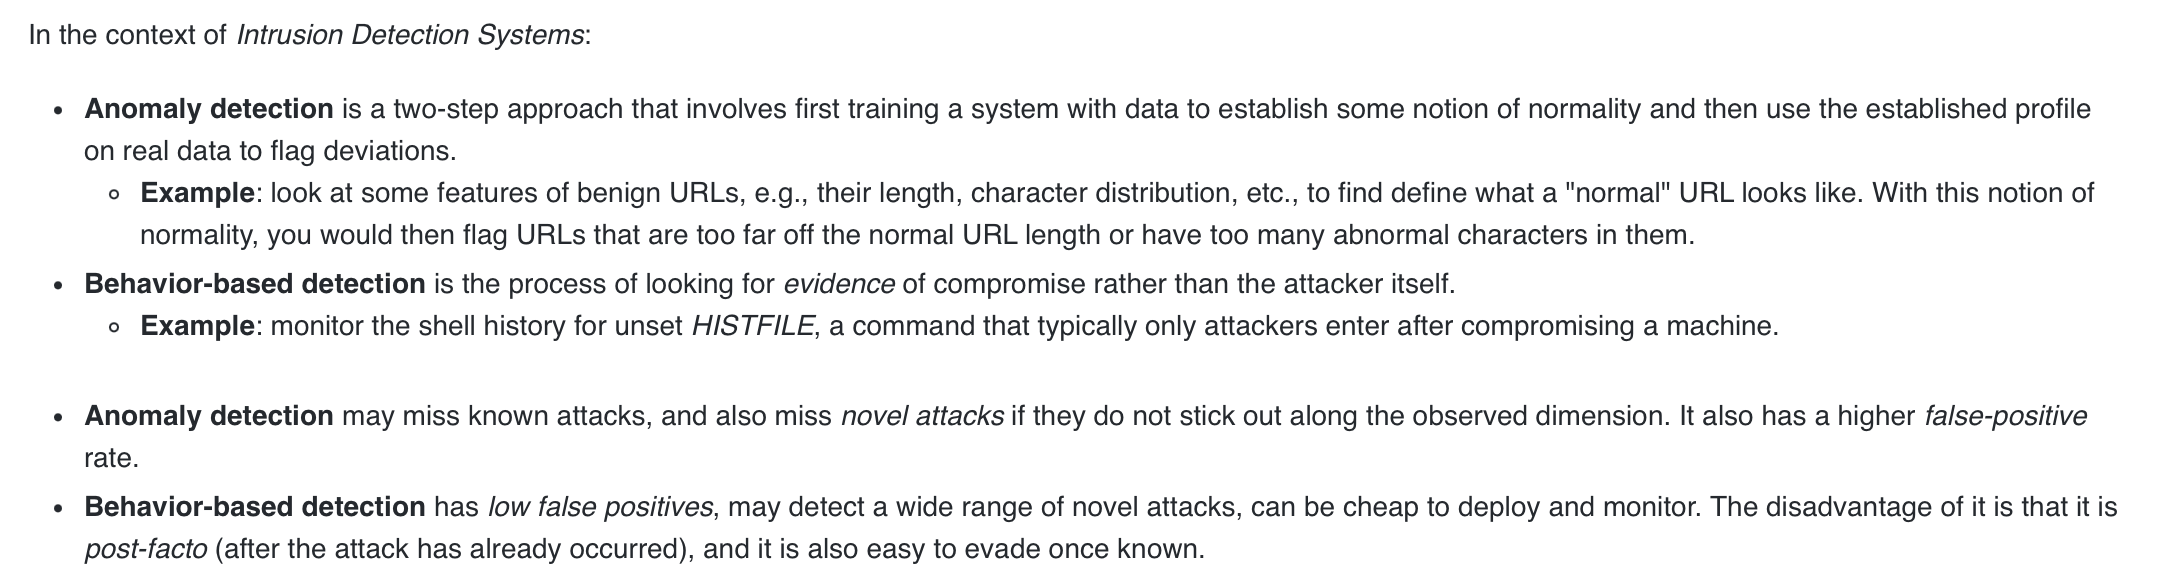 In the context of Intrusion Detection Systems:
• Anomaly detection is a two-step approach that involves first training a system with data to establish some notion of normality and then use the established profile
on real data to flag deviations.
◦ Example: look at some features of benign URLs, e.g., their length, character distribution, etc., to find define what a "normal" URL looks like. With this notion of
normality, you would then flag URLs that are too far off the normal URL length or have too many abnormal characters in them.
• Behavior-based detection is the process of looking for evidence of compromise rather than the attacker itself.
◦ Example: monitor the shell history for unset HISTFILE, a command that typically only attackers enter after compromising a machine.
• Anomaly detection may miss known attacks, and also miss novel attacks if they do not stick out along the observed dimension. It also has a higher false-positive
rate.
• Behavior-based detection has low false positives, may detect a wide range of novel attacks, can be cheap to deploy and monitor. The disadvantage of it is that it is
post-facto (after the attack has already occurred), and it is also easy to evade once known.